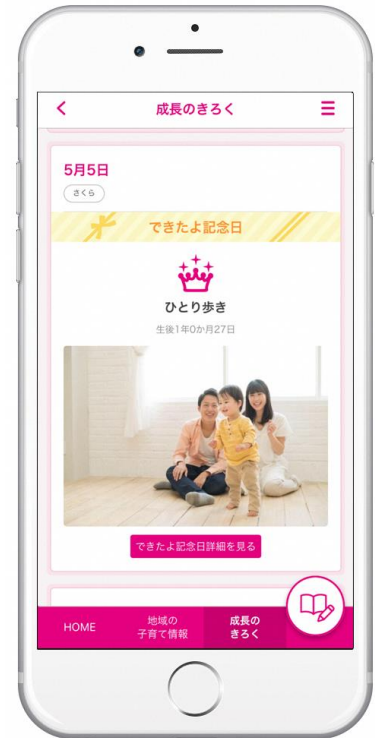 成長のきろく
5月5日
さくら
できたよ記念日
ひとり歩き
生後1年0か月27日
できたよ記念日詳細を見る
HOME
地域の
子育て情報
成長の
きろく